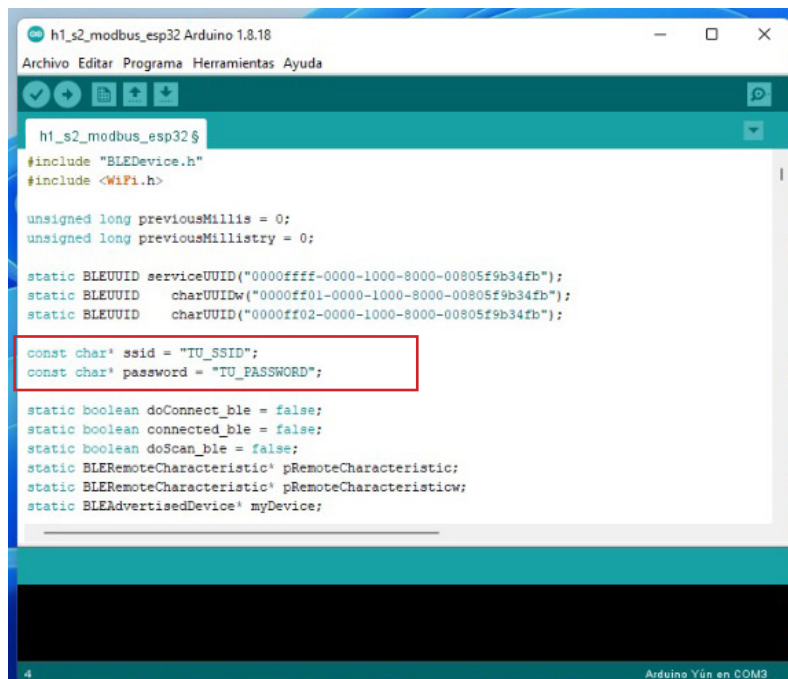 h1_s2_modbus_esp32 Arduino 1.8.18
Archivo Editar Programa Herramientas Ayuda
h1_s2_modbus_esp32 §
#include "BLEDevice.h"
#include <WiFi.h>
unsigned long previousMillis = 0;
unsigned long previousMillistry = 0;
static BLEUUID serviceUUID("0000ffff-0000-1000-8000-00805f9b34fb");
static BLEUUID    charUUIDw("0000ff01-0000-1000-8000-00805f9b34fb");
static BLEUUID    charUUID("0000ff02-0000-1000-8000-00805f9b34fb");
const char* ssid = "TU_SSID";
const char* password = "TU_PASSWORD";
static boolean doConnect_ble = false;
static boolean connected_ble = false;
static boolean doScan_ble = false;
static BLERemoteCharacteristic* pRemoteCharacteristic;
static BLERemoteCharacteristic* pRemoteCharacteristicw;
static BLEAdvertisedDevice* myDevice;
4 Arduino Yún en COM3